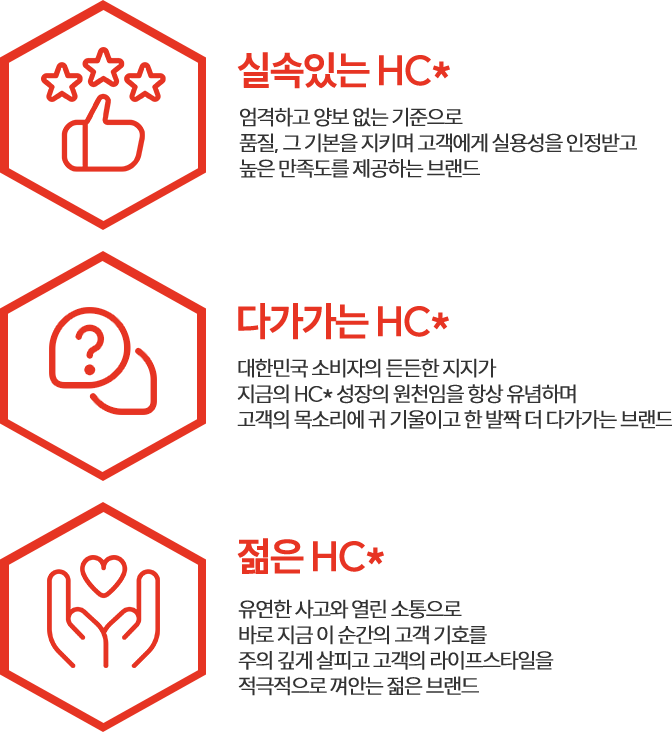 실속있는 HC*
엄격하고 양보 없는 기준으로
품질, 그 기본을 지키며 고객에게 실용성을 인정받고
높은 만족도를 제공하는 브랜드
다가가는 HC*
대한민국 소비자의 든든한 지지가
지금의 HC* 성장의 원천임을 항상 유념하며
고객의 목소리에 귀 기울이고 한 발짝 더 다가가는 브랜드
젊은 HC*
유연한 사고와 열린 소통으로
바로 지금 이 순간의 고객 기호를
주의 깊게 살피고 고객의 라이프스타일을
적극적으로 껴안는 젊은 브랜드